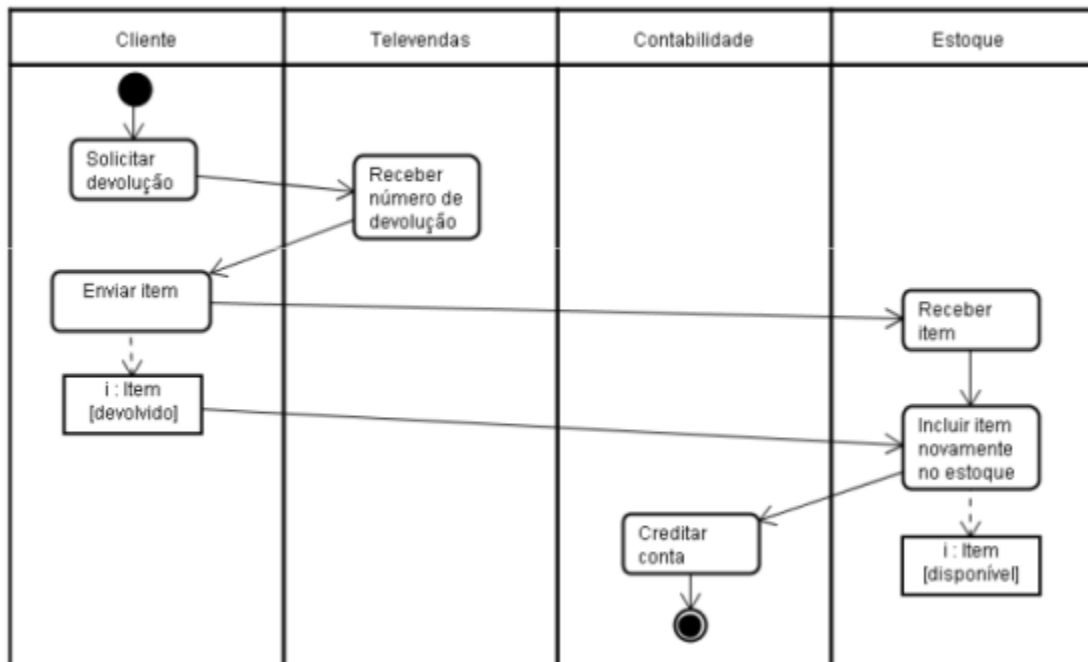 Cliente
Televendas
Contabilidade
Estoque
Solicitar
devolução
Receber
número de
devolução
Enviar item
Receber
item
i : Item
[devolvido]
Incluir item
novamente
no estoque
Creditar
conta
i : Item
[disponível]